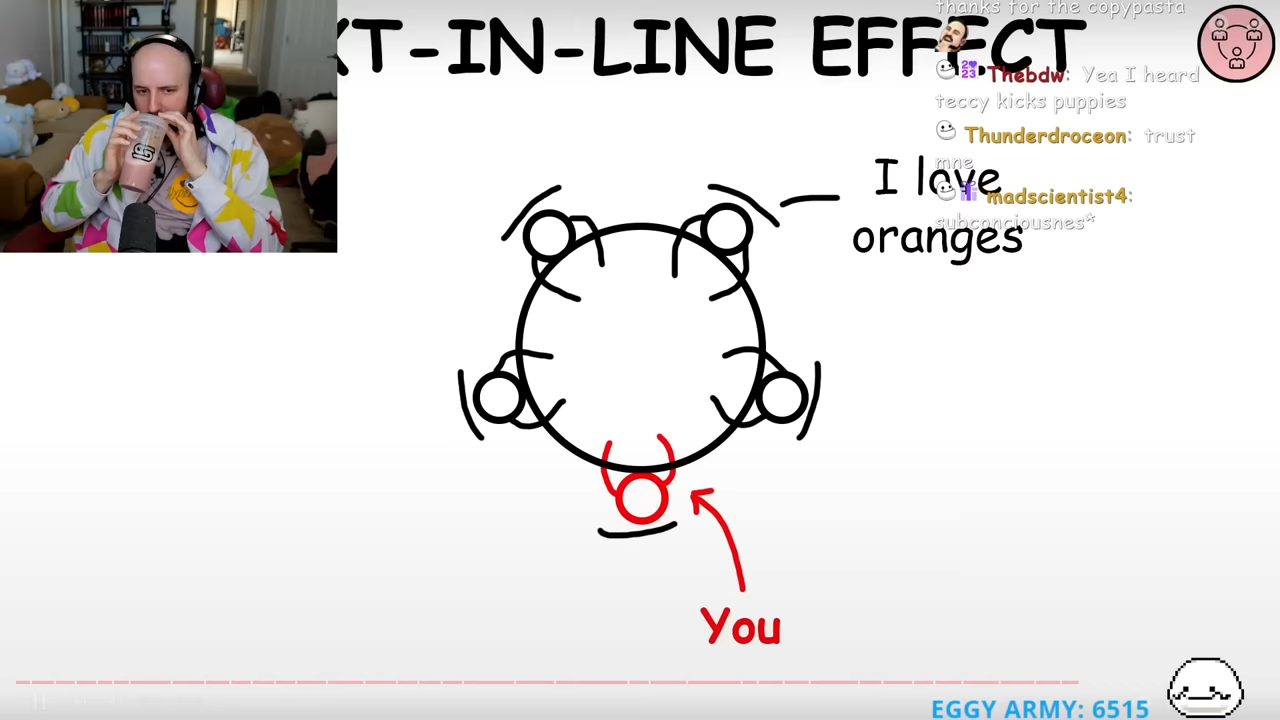 XT-IN-LINE EFFECT
thanks for the copypasta
Thebdw: Yea I heard
teccy kicks puppies
Thunderdroceon: trust
mne
madscientist4:
subconciousnes*
I love
oranges
You
EGGY ARMY: 6515